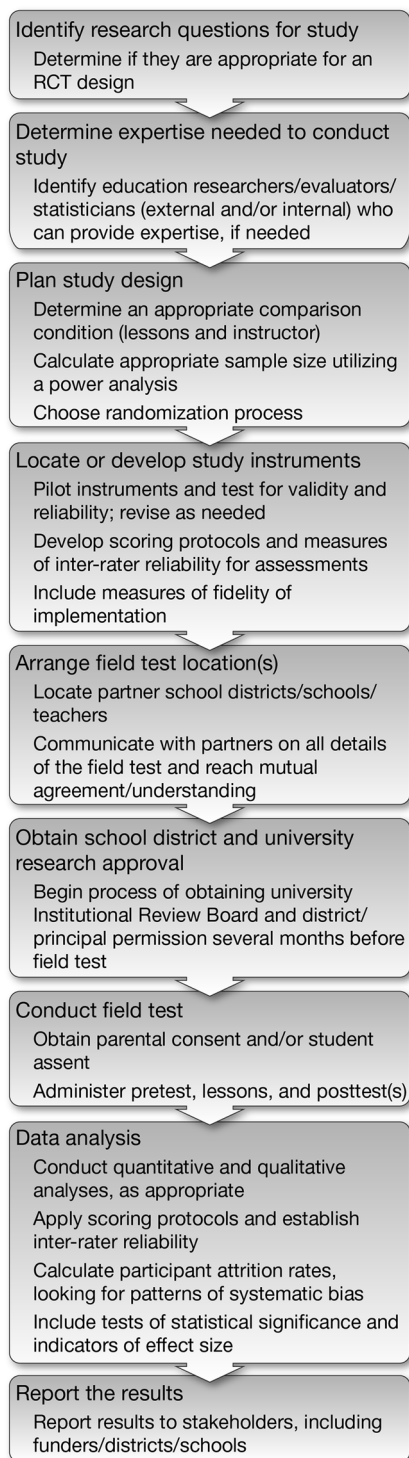 Identify research questions for study
Determine if they are appropriate for an
RCT design
Determine expertise needed to conduct
study
Identify education researchers/evaluators/
statisticians (external and/or internal) who
can provide expertise, if needed
Plan study design
Determine an appropriate comparison
condition (lessons and instructor)
Calculate appropriate sample size utilizing
a power analysis
Choose randomization process
Locate or develop study instruments
Pilot instruments and test for validity and
reliability; revise as needed
Develop scoring protocols and measures
of inter-rater reliability for assessments
Include measures of fidelity of
implementation
Arrange field test location(s)
Locate partner school districts/schools/
teachers
Communicate with partners on all details
of the field test and reach mutual
agreement/understanding
Obtain school district and university
research approval
Begin process of obtaining university
Institutional Review Board and district/
principal permission several months before
field test
Conduct field test
Obtain parental consent and/or student
assent
Administer pretest, lessons, and posttest(s)
Data analysis
Conduct quantitative and qualitative
analyses, as appropriate
Apply scoring protocols and establish
inter-rater reliability
Calculate participant attrition rates,
looking for patterns of systematic bias
Include tests of statistical significance and
indicators of effect size
Report the results
Report results to stakeholders, including
funders/districts/schools